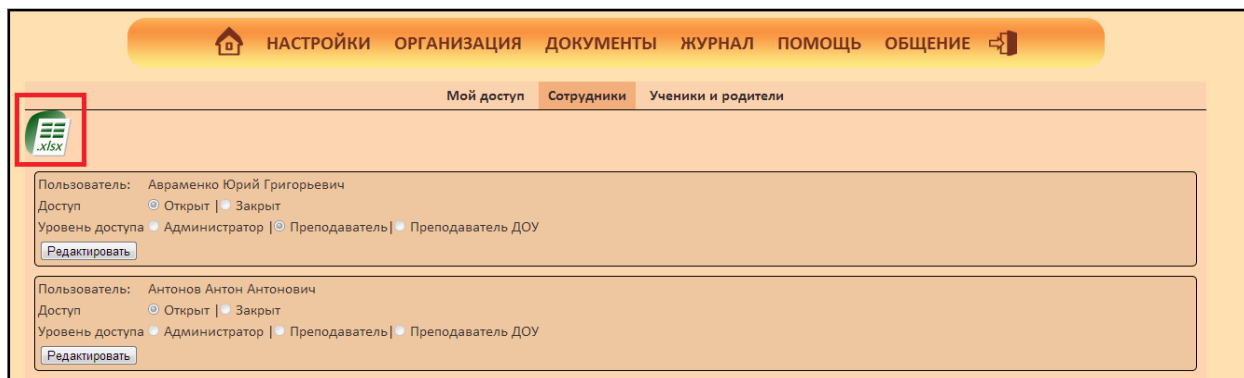 НАСТРОЙКИ ОРГАНИЗАЦИЯ ДОКУМЕНТЫ ЖУРНАЛ ПОМОЩЬ ОБЩЕНИЕ
Мой доступ Сотрудники Ученики и родители
.xlsx
Пользователь: Авраменко Юрий Григорьевич
Доступ Открыт | Закрыт
Уровень доступа Администратор | Преподаватель | Преподаватель ДОУ
Редактировать
Пользователь: Антонов Антон Антонович
Доступ Открыт | Закрыт
Уровень доступа Администратор | Преподаватель | Преподаватель ДОУ
Редактировать